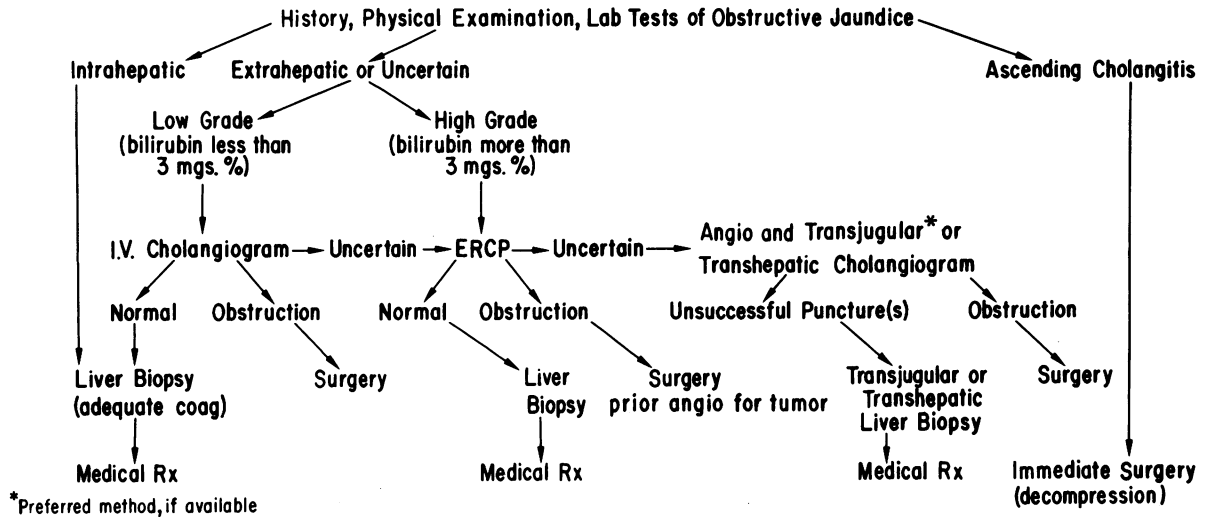 History, Physical Examination, Lab Tests of Obstructive Jaundice
Intrahepatic
Extrahepatic or Uncertain
Ascending Cholangitis
Low Grade
(bilirubin less than
3 mgs. %)
High Grade
(bilirubin more than
3 mgs. %)
I.V. Cholangiogram
Uncertain
ERCP
Uncertain
Angio and Transjugular* or
Transhepatic Cholangiogram
Normal
Obstruction
Normal
Obstruction
Unsuccessful Puncture(s)
Obstruction
Liver Biopsy
(adequate coag)
Surgery
Liver
Biopsy
Surgery
prior angio for tumor
Transjugular or
Transhepatic
Liver Biopsy
Surgery
Medical Rx
Medical Rx
Medical Rx
Immediate Surgery
(decompression)
*Preferred method, if available